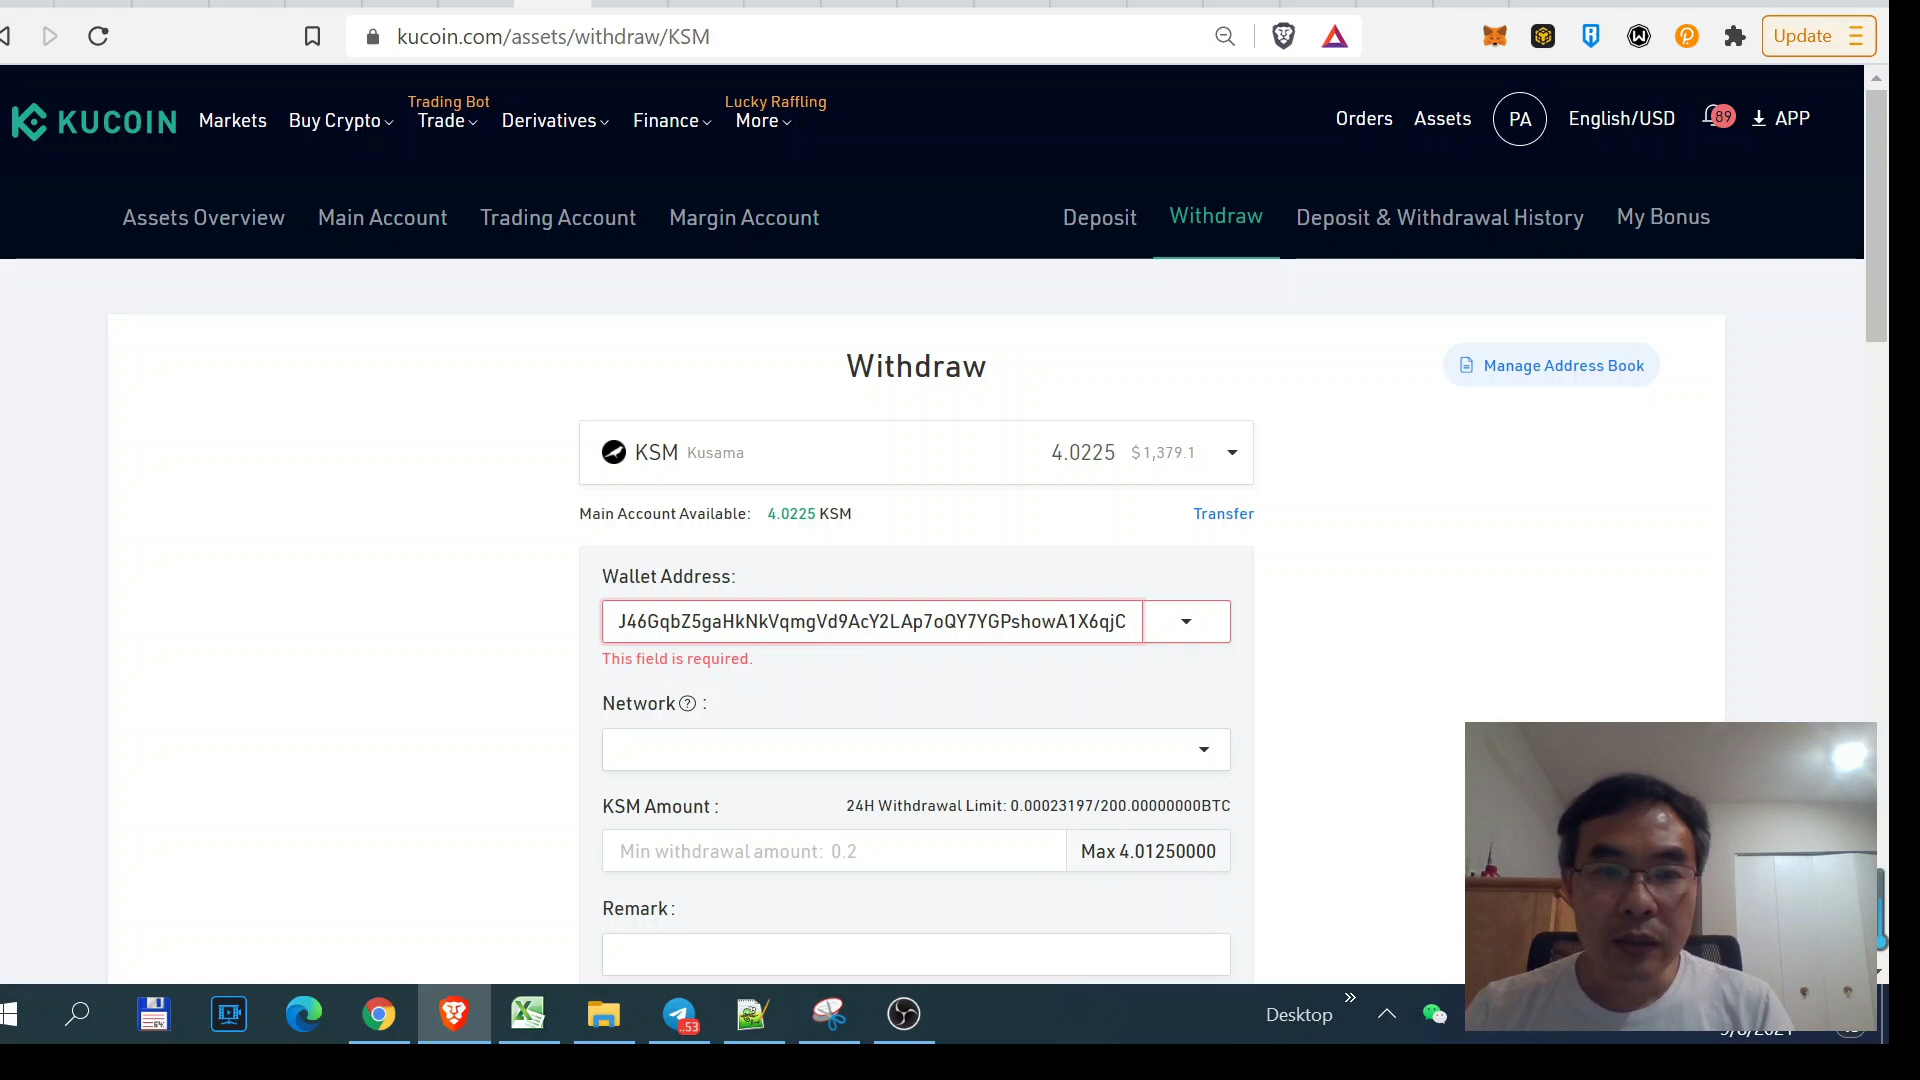 kucoin.com/assets/withdraw/KSM
Update
KUCOIN
Markets
Buy Crypto
Trading Bot
Trade
Derivatives
Finance
Lucky Raffling
More
Orders
Assets
PA
English/USD
89
APP
Assets Overview
Main Account
Trading Account
Margin Account
Deposit
Withdraw
Deposit & Withdrawal History
My Bonus
Withdraw
Manage Address Book
KSM Kusama
4.0225 $1,379.1
Main Account Available: 4.0225 KSM
Transfer
Wallet Address:
J46GqbZ5gaHkNkVqmgVd9AcY2LAp7oQY7YGPshowA1X6qjC
This field is required.
Network ? :
KSM Amount :
24H Withdrawal Limit: 0.00023197/200.00000000BTC
Min withdrawal amount: 0.2
Max 4.01250000
Remark :
64
53
Desktop